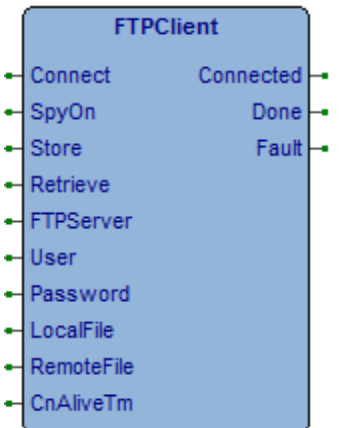 FTPClient
Connect Connected
SpyOn Done
Store Fault
Retrieve
FTPServer
User
Password
LocalFile
RemoteFile
CnAliveTm